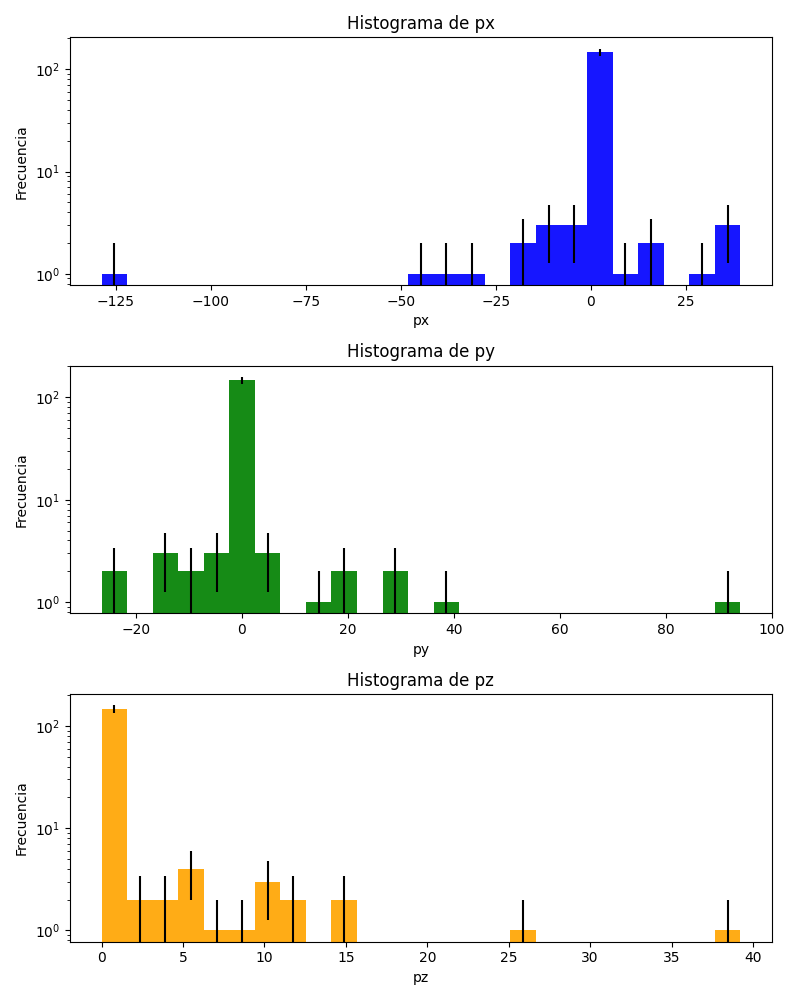 Histograma de px
10²
10¹
10⁰
Frecuencia
−125 −100 −75 −50 −25 0 25
px
Histograma de py
10²
10¹
10⁰
Frecuencia
−20 0 20 40 60 80 100
py
Histograma de pz
10²
10¹
10⁰
Frecuencia
0 5 10 15 20 25 30 35 40
pz